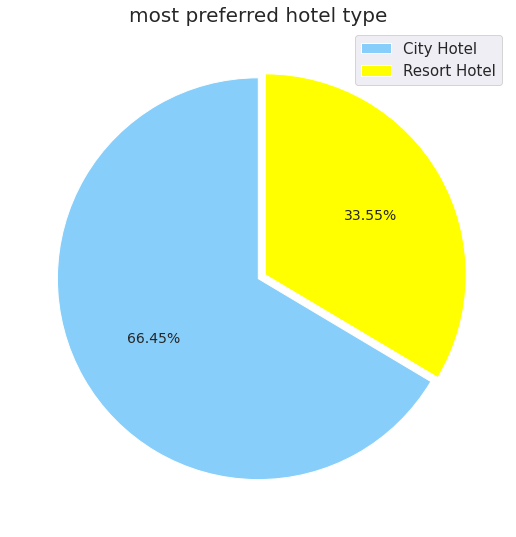 most preferred hotel type
City Hotel
Resort Hotel
33.55%
66.45%